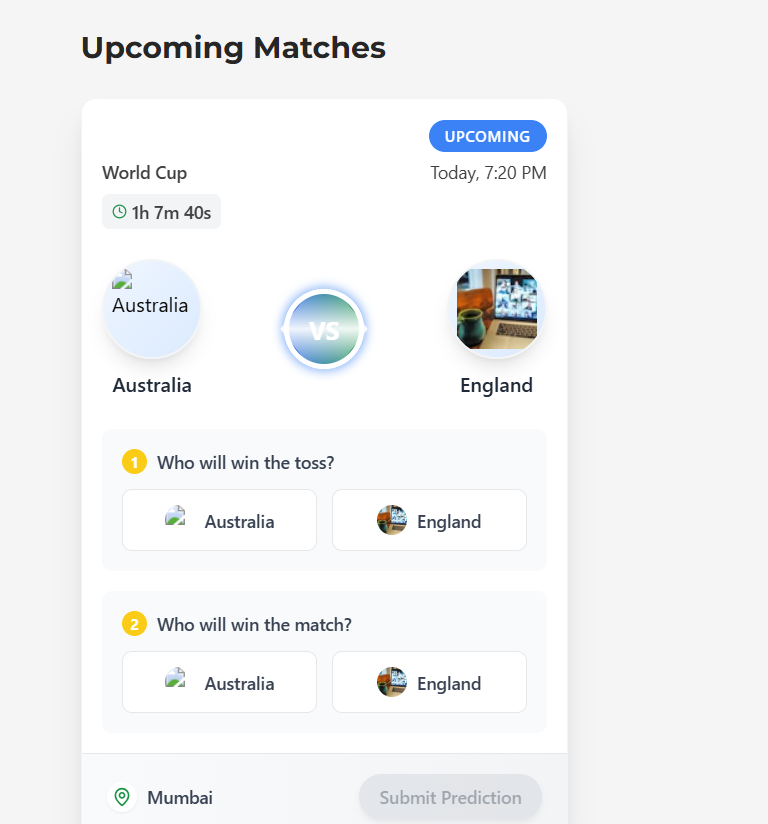 Upcoming Matches
UPCOMING
World Cup
Today, 7:20 PM
1h 7m 40s
Australia
VS
Australia
England
1 Who will win the toss?
Australia
England
2 Who will win the match?
Australia
England
Mumbai
Submit Prediction